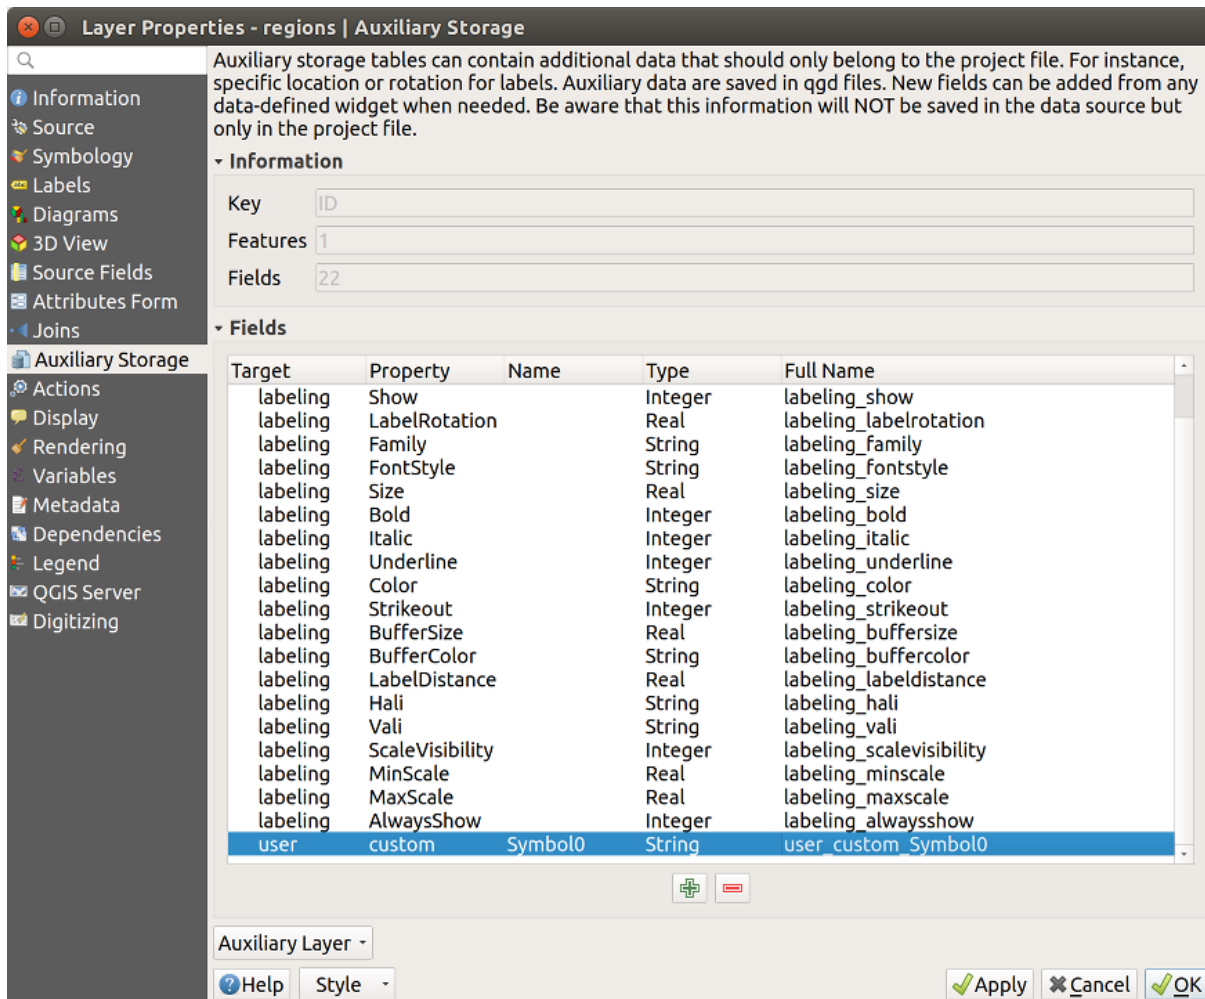 Layer Properties - regions | Auxiliary Storage
Information
Source
Symbology
Labels
Diagrams
3D View
Source Fields
Attributes Form
Joins
Auxiliary Storage
Actions
Display
Rendering
Variables
Metadata
Dependencies
Legend
QGIS Server
Digitizing
Auxiliary storage tables can contain additional data that should only belong to the project file. For instance,
specific location or rotation for labels. Auxiliary data are saved in qgd files. New fields can be added from any
data-defined widget when needed. Be aware that this information will NOT be saved in the data source but
only in the project file.
Information
Key ID
Features 1
Fields 22
Fields
Target Property Name Type Full Name
labeling Show Integer labeling_show
labeling LabelRotation Real labeling_labelrotation
labeling Family String labeling_family
labeling FontStyle String labeling_fontstyle
labeling Size Real labeling_size
labeling Bold Integer labeling_bold
labeling Italic Integer labeling_italic
labeling Underline Integer labeling_underline
labeling Color String labeling_color
labeling Strikeout Integer labeling_strikeout
labeling BufferSize Real labeling_buffersize
labeling BufferColor String labeling_buffercolor
labeling LabelDistance Real labeling_labeldistance
labeling Hali String labeling_hali
labeling Vali String labeling_vali
labeling ScaleVisibility Integer labeling_scalevisibility
labeling MinScale Real labeling_minscale
labeling MaxScale Real labeling_maxscale
labeling AlwaysShow Integer labeling_alwaysshow
user custom Symbol0 String user_custom_Symbol0
Auxiliary Layer
Help Style Apply Cancel OK